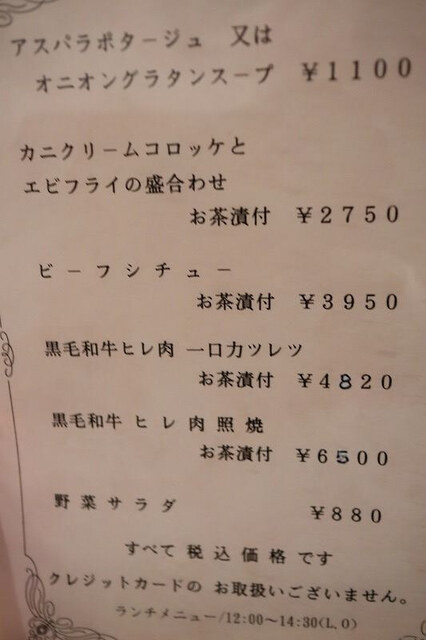 アスパラポタージュ　又は
オニオングラタンスープ　￥1100
カニクリームコロッケと
エビフライの盛合わせ
お茶漬付　￥2750
ビーフシチュー
お茶漬付　￥3950
黒毛和牛ヒレ肉 一口カツレツ
お茶漬付　￥4820
黒毛和牛 ヒレ肉照焼
お茶漬付　￥6500
野菜サラダ　￥880
すべて 税込価格 です
クレジットカードの お取扱いございません。
ランチメニュー/12:00～14:30(L.O)